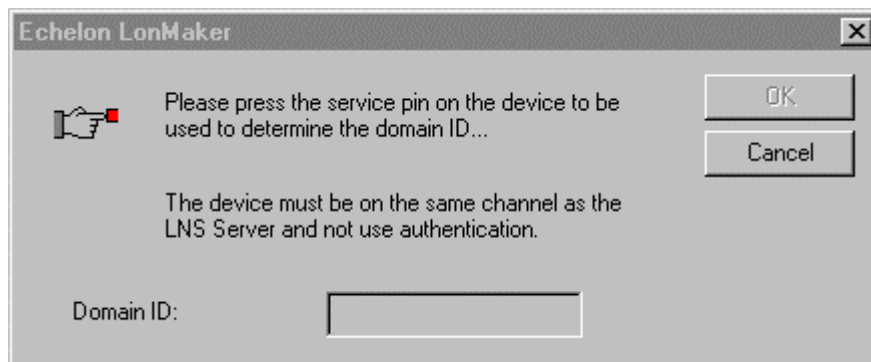 Echelon LonMaker
Please press the service pin on the device to be
used to determine the domain ID...
OK
Cancel
The device must be on the same channel as the
LNS Server and not use authentication.
Domain ID: